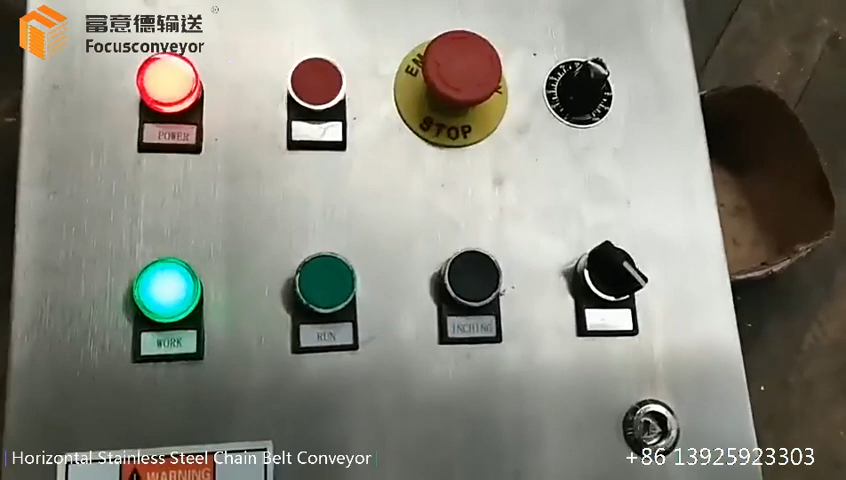 富意德输送
®
Focusconveyor
POWER
EM
STOP
WORK
RUN
INCHING
WARNING
Horizontal Stainless Steel Chain Belt Conveyor
+86 13925923303